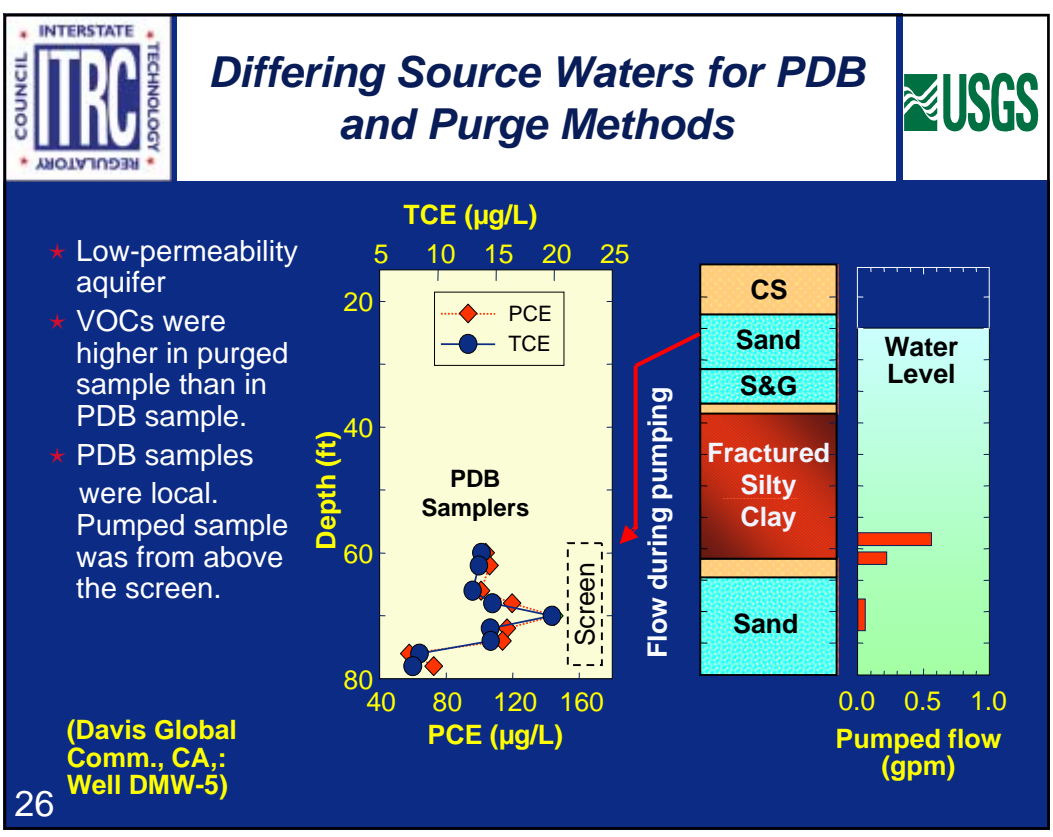 INTERSTATE
COUNCIL
ITRC
TECHNOLOGY
REGULATORY
Differing Source Waters for PDB
and Purge Methods
USGS
Low-permeability
aquifer
VOCs were
higher in purged
sample than in
PDB sample.
PDB samples
were local.
Pumped sample
was from above
the screen.
(Davis Global
Comm., CA,:
Well DMW-5)
26
TCE (µg/L)
5 10 15 20 25
PCE
TCE
20
40
60
80
Depth (ft)
PDB
Samplers
Screen
40 80 120 160
PCE (µg/L)
Flow during pumping
CS
Sand
S&G
Fractured
Silty
Clay
Sand
Water
Level
0.0 0.5 1.0
Pumped flow
(gpm)